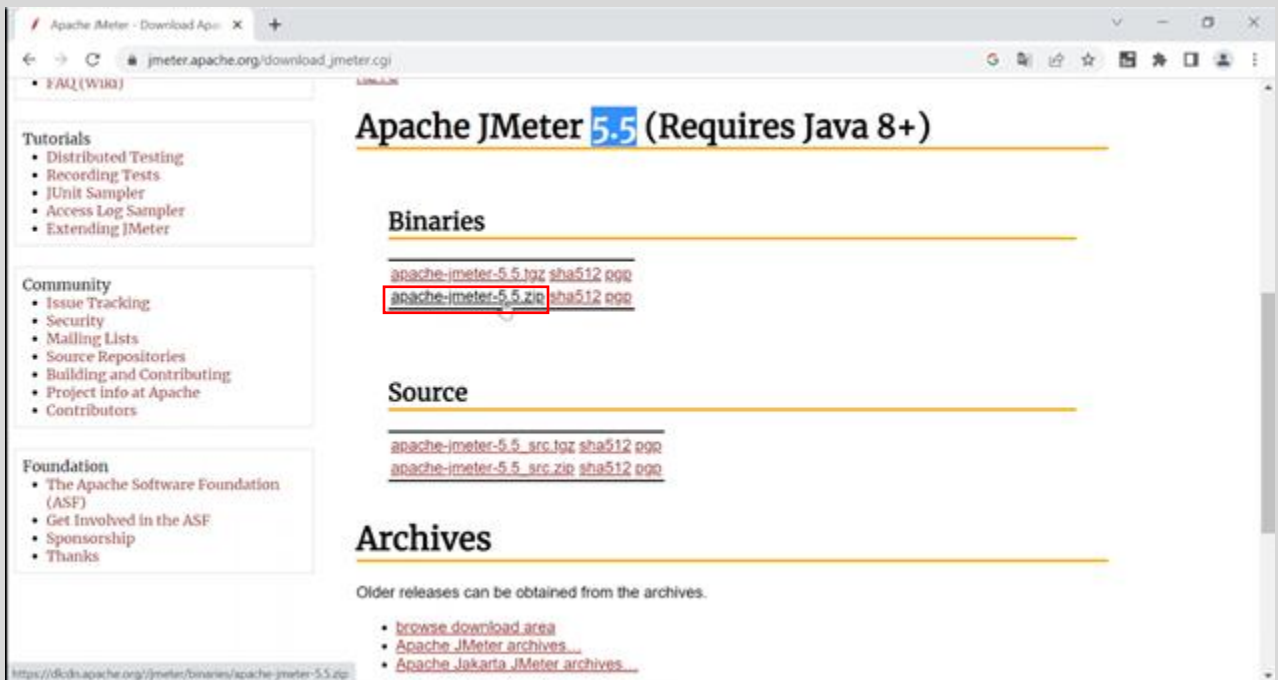 Apache JMeter - Download Apac
jmeter.apache.org/download_jmeter.cgi
FAQ (Wiki)
Tutorials
Distributed Testing
Recording Tests
JUnit Sampler
Access Log Sampler
Extending JMeter
Community
Issue Tracking
Security
Mailing Lists
Source Repositories
Building and Contributing
Project info at Apache
Contributors
Foundation
The Apache Software Foundation
(ASF)
Get Involved in the ASF
Sponsorship
Thanks
Apache JMeter 5.5 (Requires Java 8+)
Binaries
apache-jmeter-5.5.tgz sha512 pgp
apache-jmeter-5.5.zip sha512 pgp
Source
apache-jmeter-5.5_src.tgz sha512 pgp
apache-jmeter-5.5_src.zip sha512 pgp
Archives
Older releases can be obtained from the archives.
browse download area
Apache JMeter archives...
Apache Jakarta JMeter archives...
https://dlcdn.apache.org//jmeter/binaries/apache-jmeter-5.5.zip